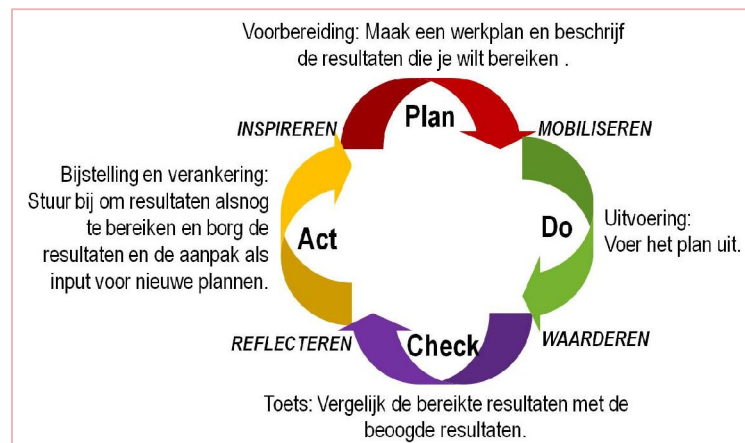 Voorbereiding: Maak een werkplan en beschrijf
de resultaten die je wilt bereiken .
Plan
INSPIREREN
MOBILISEREN
Bijstelling en verankering:
Stuur bij om resultaten alsnog
te bereiken en borg de
resultaten en de aanpak als
input voor nieuwe plannen.
Act
Do
Uitvoering:
Voer het plan uit.
REFLECTEREN
Check
WAARDEREN
Toets: Vergelijk de bereikte resultaten met de
beoogde resultaten.